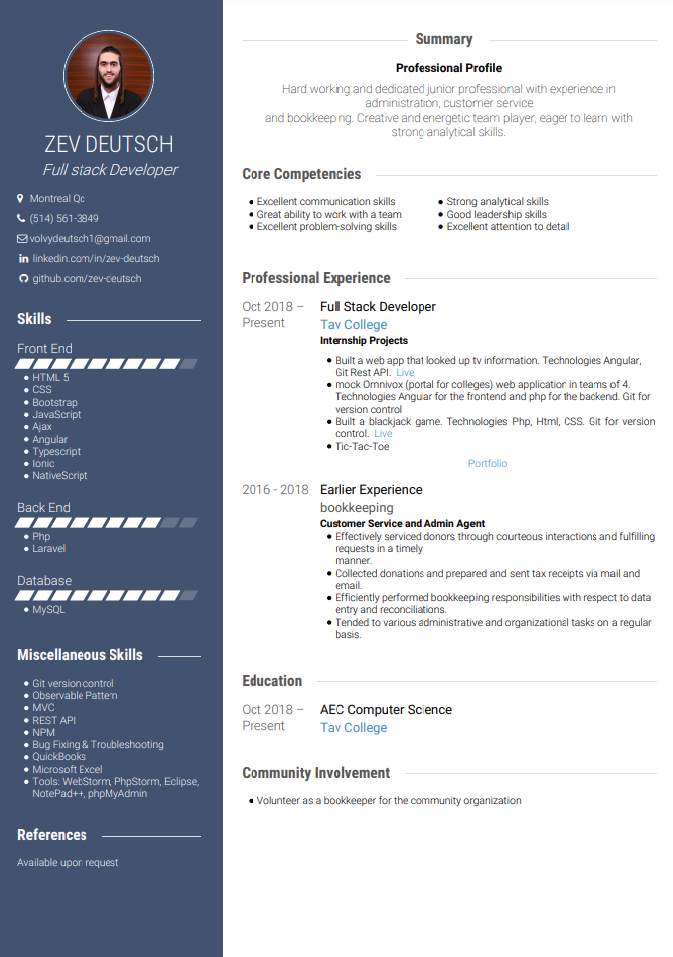 ZEV DEUTSCH
Full stack Developer
Montreal Qc
(514) 561-3849
volvydeutsch1@gmail.com
linkedin.com/in/zev-deutsch
github.com/zev-deutsch
Skills
Front End
HTML 5
CSS
Bootstrap
JavaScript
Ajax
Angular
Typescript
Ionic
NativeScript
Back End
Php
Laravel
Database
MySQL
Miscellaneous Skills
Git version control
Observable Pattern
MVC
REST API
NPM
Bug Fixing & Troubleshooting
QuickBooks
Microsoft Excel
Tools: WebStorm, PhpStorm, Eclipse,
NotePad++, phpMyAdmin
References
Available upon request
Summary
Professional Profile
Hard working and dedicated junior professional with experience in
administration, customer service
and bookkeeping. Creative and energetic team player, eager to learn with
strong analytical skills.
Core Competencies
Excellent communication skills
Great ability to work with a team
Excellent problem-solving skills
Strong analytical skills
Good leadership skills
Excellent attention to detail
Professional Experience
Oct 2018 –
Present
Full Stack Developer
Tav College
Internship Projects
Built a web app that looked up tv information. Technologies Angular,
Git Rest API. Live
mock Omnivox (portal for colleges) web application in teams of 4.
Technologies Angular for the frontend and php for the backend. Git for
version control
Built a blackjack game. Technologies Php, Html, CSS. Git for version
control. Live
Tic-Tac-Toe
Portfolio
2016 - 2018
Earlier Experience
bookkeeping
Customer Service and Admin Agent
Effectively serviced donors through courteous interactions and fulfilling
requests in a timely
manner.
Collected donations and prepared and sent tax receipts via mail and
email.
Efficiently performed bookkeeping responsibilities with respect to data
entry and reconciliations.
Tended to various administrative and organizational tasks on a regular
basis.
Education
Oct 2018 –
Present
AEC Computer Science
Tav College
Community Involvement
Volunteer as a bookkeeper for the community organization